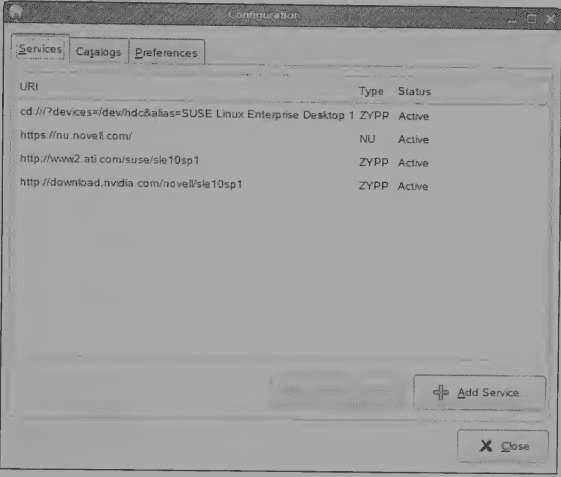 Configuration
Services Catalogs Preferences
URI Type Status
cd:///?devices=/dev/hdc&alias=SUSE Linux Enterprise Desktop 1 ZYPP Active
https://nu.novell.com/ NU Active
http://www2.ati.com/suse/sle10sp1 ZYPP Active
http://download.nvidia.com/novell/sle10sp1 ZYPP Active
Add Service
Close